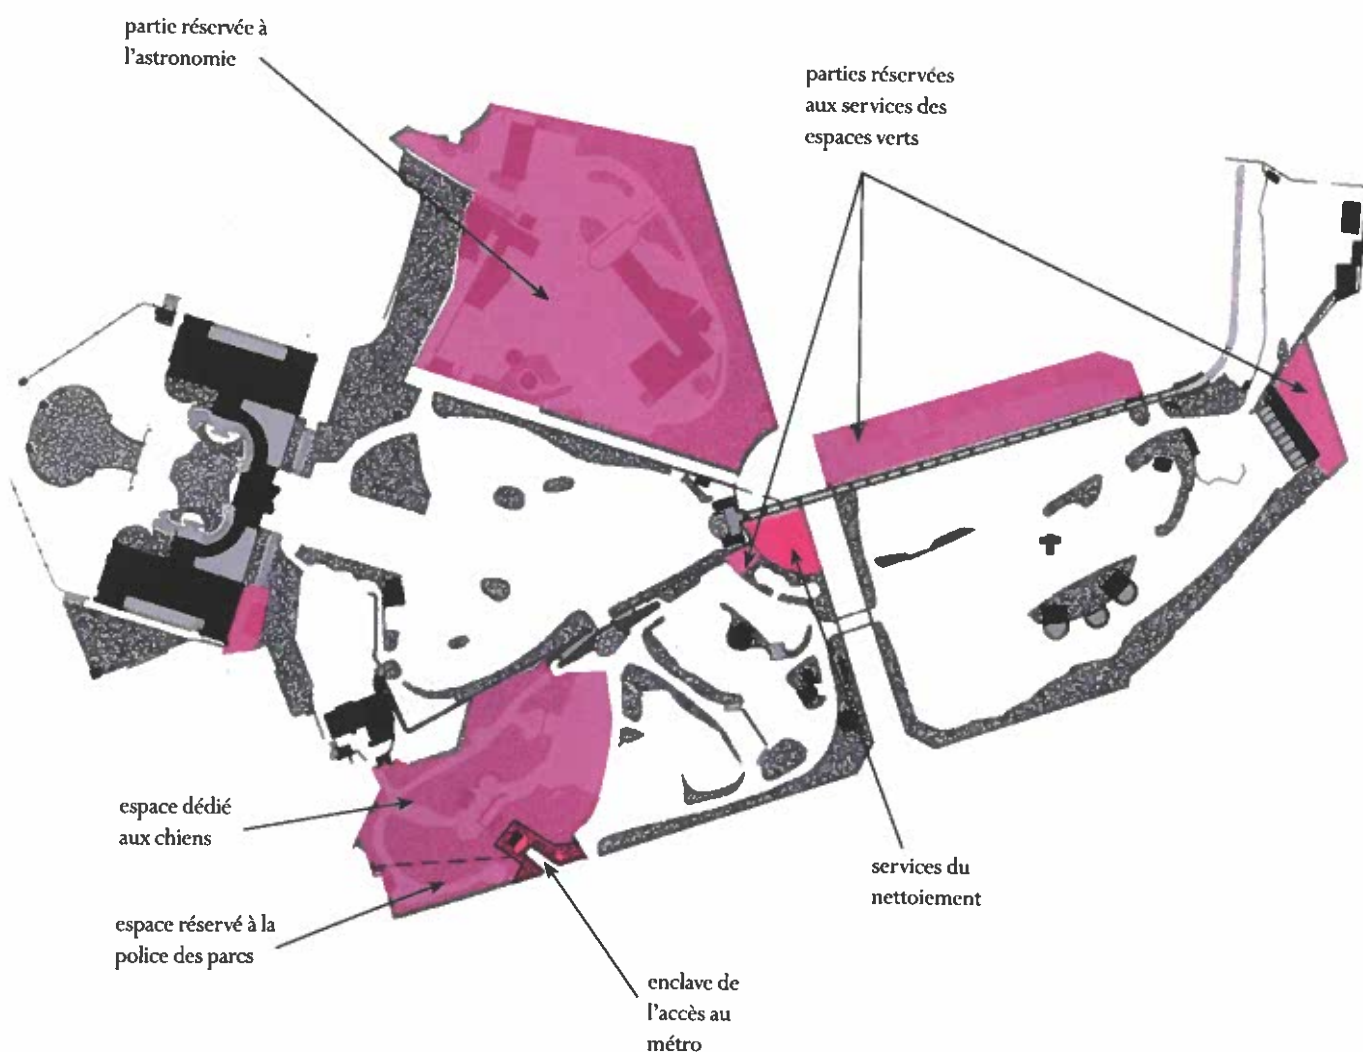 partie réservée à
l'astronomie
parties réservées
aux services des
espaces verts
espace dédié
aux chiens
espace réservé à la
police des parcs
services du
nettoiement
enclave de
l'accès au
métro